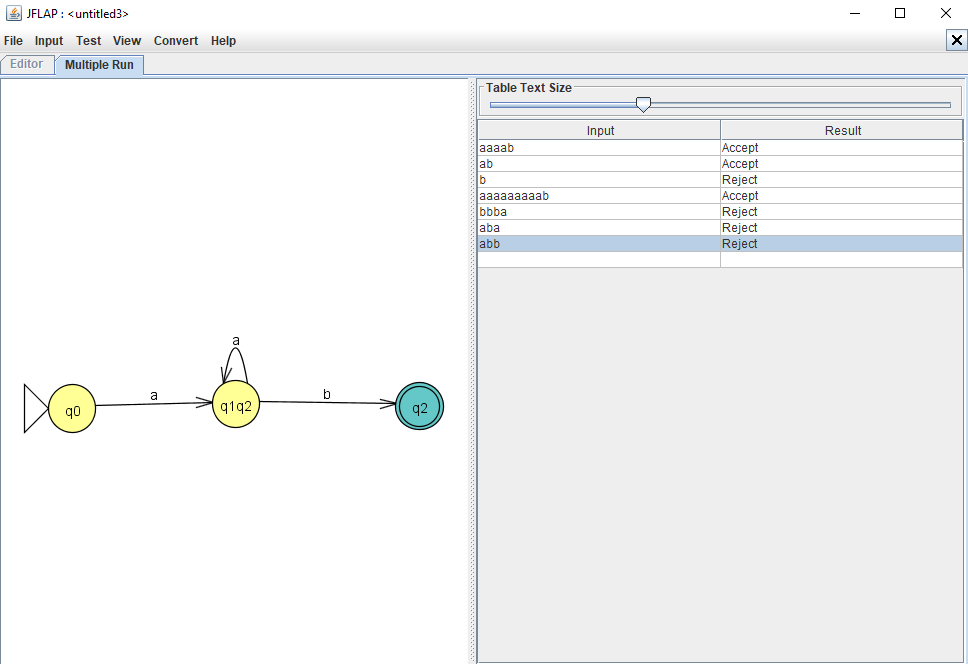 JFLAP : <untitled3>
File Input Test View Convert Help
Editor Multiple Run
Table Text Size
Input Result
aaaab Accept
ab Accept
b Reject
aaaaaaaaab Accept
bbba Reject
aba Reject
abb Reject
a
a b
q0 q1q2 q2